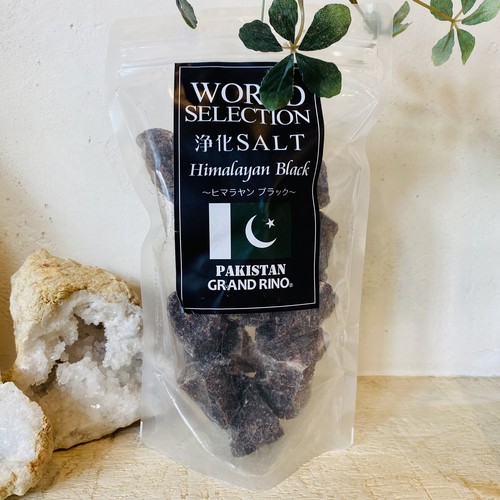 WORLD
SELECTION
浄化SALT
Himalayan Black
～ヒマラヤン ブラック～
PAKISTAN
GRAND RINO®